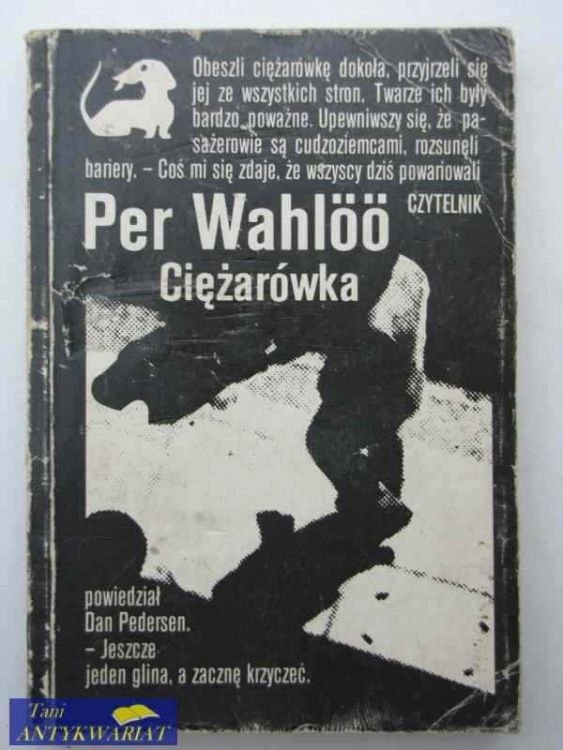 Obeszli ciężarówkę dokoła, przyjrzeli się
jej ze wszystkich stron. Twarze ich były
bardzo poważne. Upewniwszy się, że pa-
sażerowie są cudzoziemcami, rozsunęli
bariery. – Coś mi się zdaje, że wszyscy dziś powariowali
Per Wahlöö
CZYTELNIK
Ciężarówka
powiedział
Dan Pedersen.
– Jeszcze
jeden glina, a zacznę krzyczeć.
Tani
ANTYKWARIAT